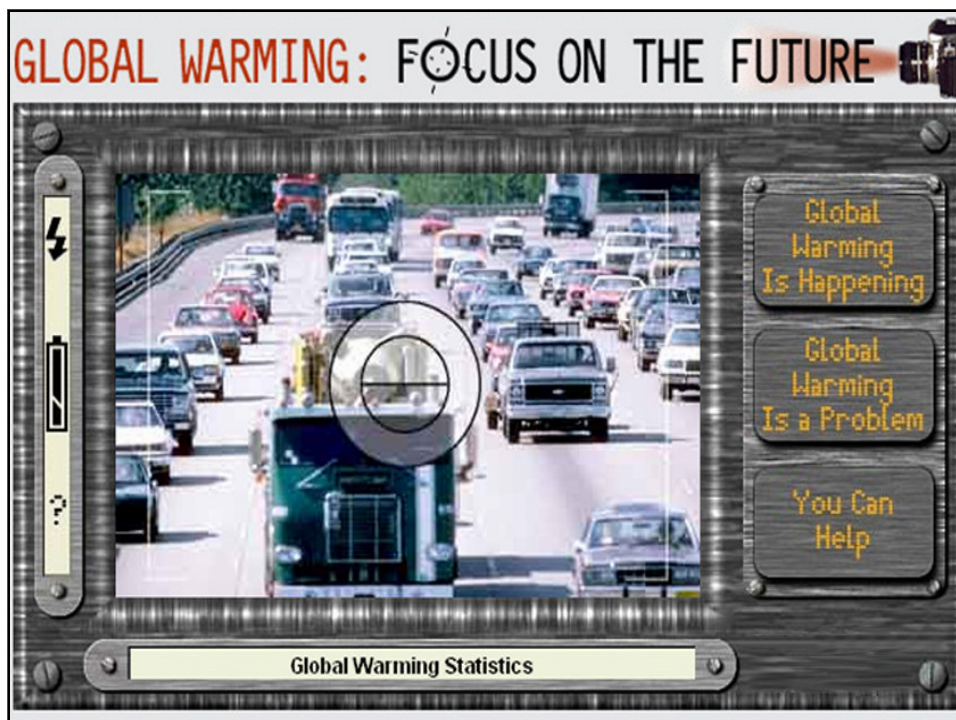 GLOBAL WARMING: FOCUS ON THE FUTURE
Global
Warming
Is Happening
Global
Warming
Is a Problem
You Can
Help
?
Global Warming Statistics